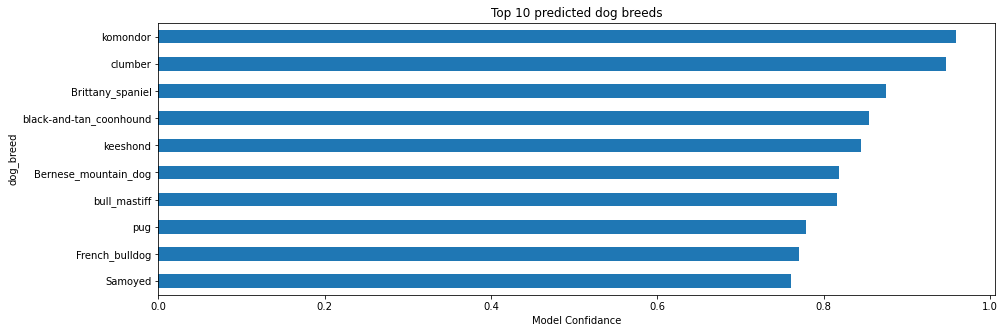 Top 10 predicted dog breeds
dog_breed
komondor
clumber
Brittany_spaniel
black-and-tan_coonhound
keeshond
Bernese_mountain_dog
bull_mastiff
pug
French_bulldog
Samoyed
0.0 0.2 0.4 0.6 0.8 1.0
Model Confidance